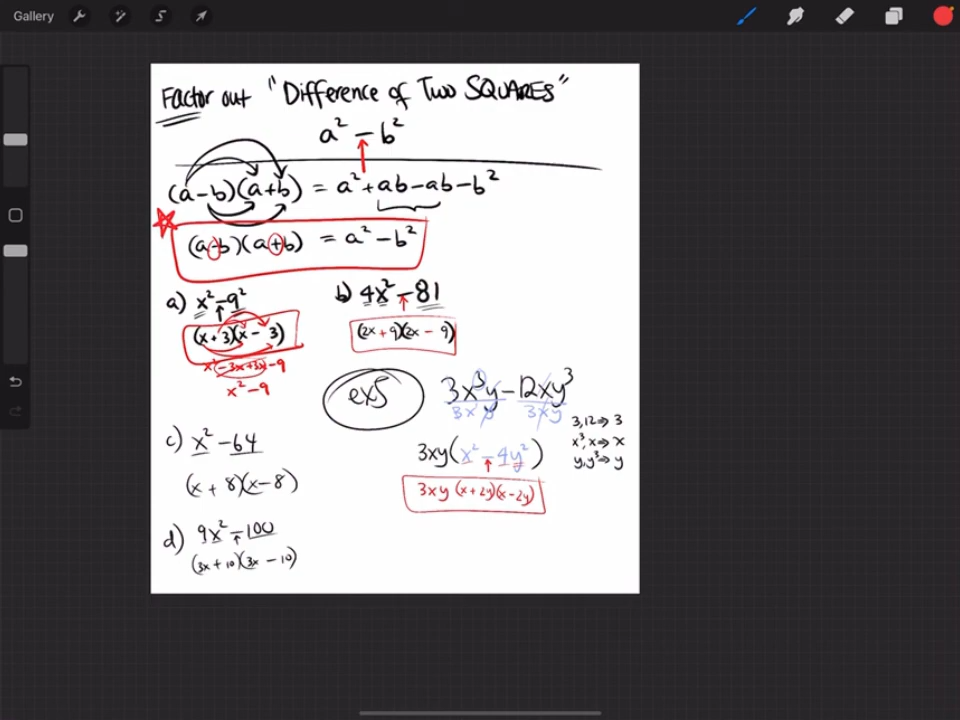 Gallery
Factor out "Difference of Two SQUARES"
a² - b²
(a-b)(a+b) = a² + ab - ab - b²
(a-b)(a+b) = a² - b²
a) x² - 9²
(x + 3)(x - 3)
x² - 3x + 3x - 9
x² - 9
b) 4x² - 81
(2x + 9)(2x - 9)
ex5
3x³y - 12xy³
3x y 3xy
3, 12 ⇒ 3
x³, x ⇒ x
y, y³ ⇒ y
3xy(x² - 4y²)
3xy (x + 2y)(x - 2y)
c) x² - 64
(x + 8)(x - 8)
d) 9x² - 100
(3x + 10)(3x - 10)